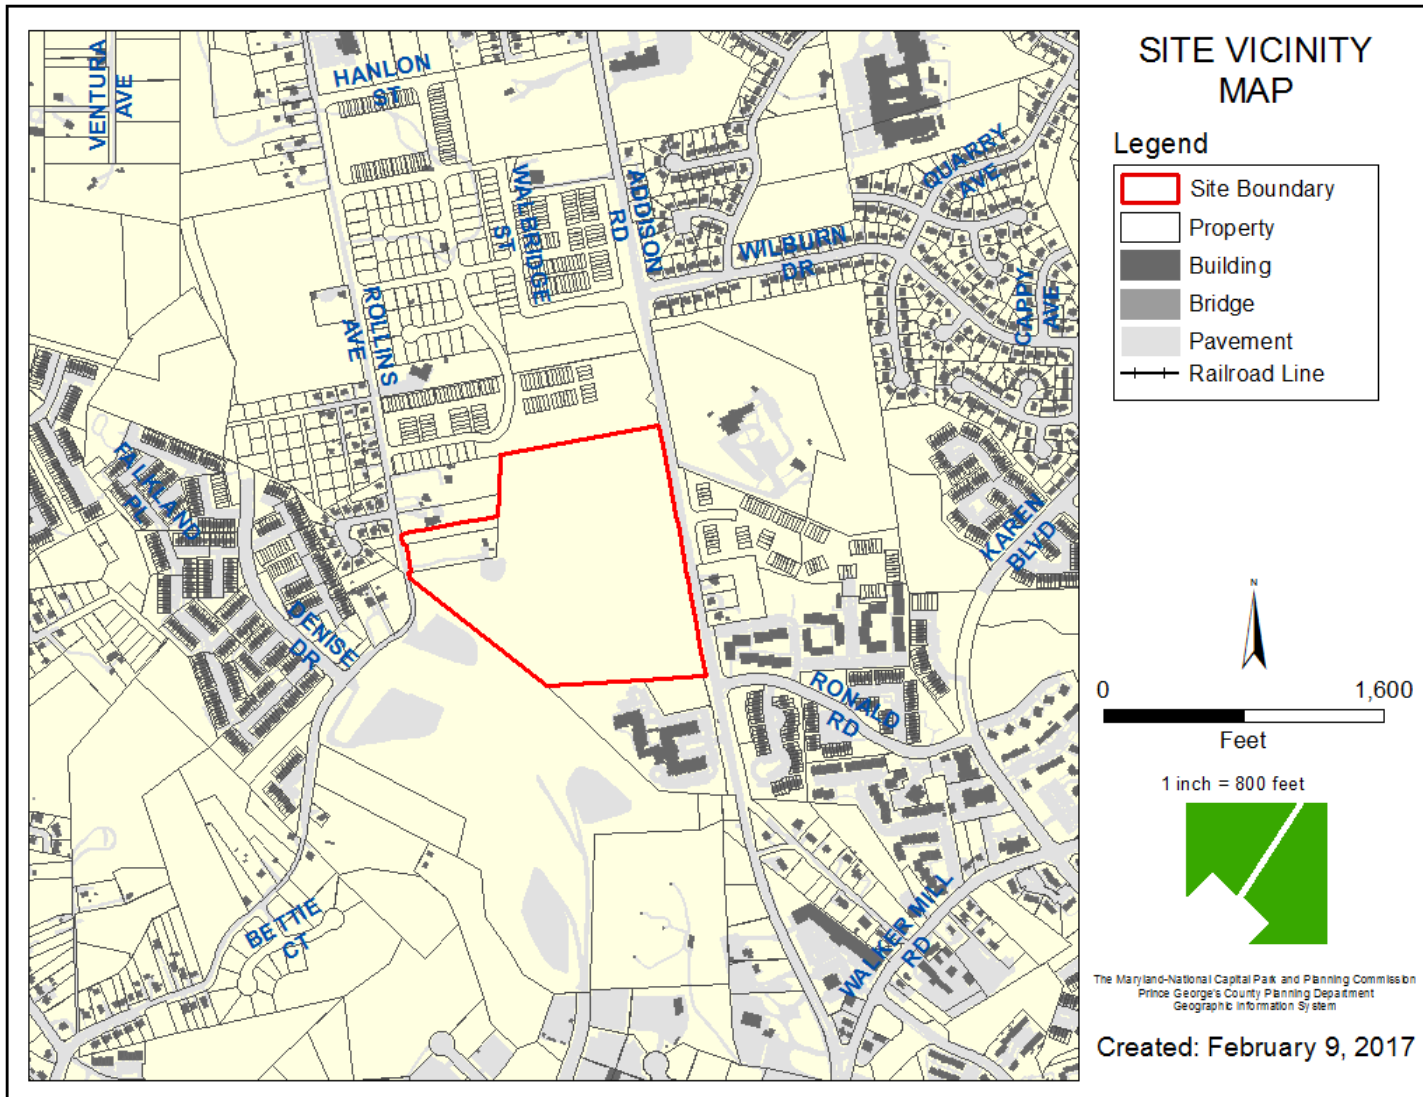 SITE VICINITY
MAP
Legend
Site Boundary
Property
Building
Bridge
Pavement
Railroad Line
N
0 1,600
Feet
1 inch = 800 feet
The Maryland-National Capital Park and Planning Commission
Prince George's County Planning Department
Geographic Information System
Created: February 9, 2017
VENTURA
AVE
HANLON
ST
WALBRIDGE
ST
ADDISON
RD
QUARRY
AVE
WILBURN
DR
CAPPY
AVE
ROLLINS
AVE
FALKLAND
PL
DENISE
DR
KAREN
BLVD
RONALD
RD
BETTIE
CT
WALKER MILL
RD